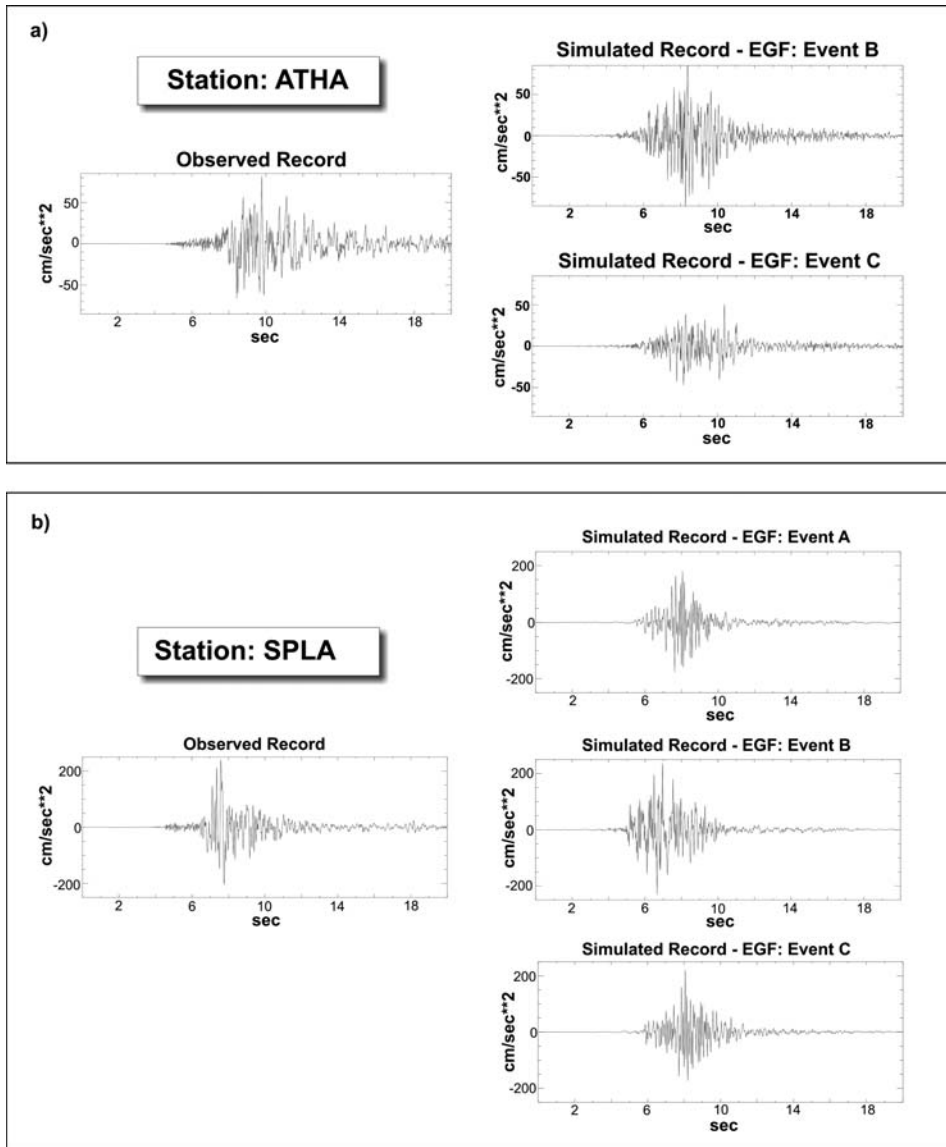 a)
Station: ATHA
Observed Record
cm/sec**2
50
0
-50
2 6 10 14 18
sec
Simulated Record - EGF: Event B
cm/sec**2
50
0
-50
2 6 10 14 18
sec
Simulated Record - EGF: Event C
cm/sec**2
50
0
-50
2 6 10 14 18
sec
b)
Station: SPLA
Observed Record
cm/sec**2
200
0
-200
2 6 10 14 18
sec
Simulated Record - EGF: Event A
cm/sec**2
200
0
-200
2 6 10 14 18
sec
Simulated Record - EGF: Event B
cm/sec**2
200
0
-200
2 6 10 14 18
sec
Simulated Record - EGF: Event C
cm/sec**2
200
0
-200
2 6 10 14 18
sec